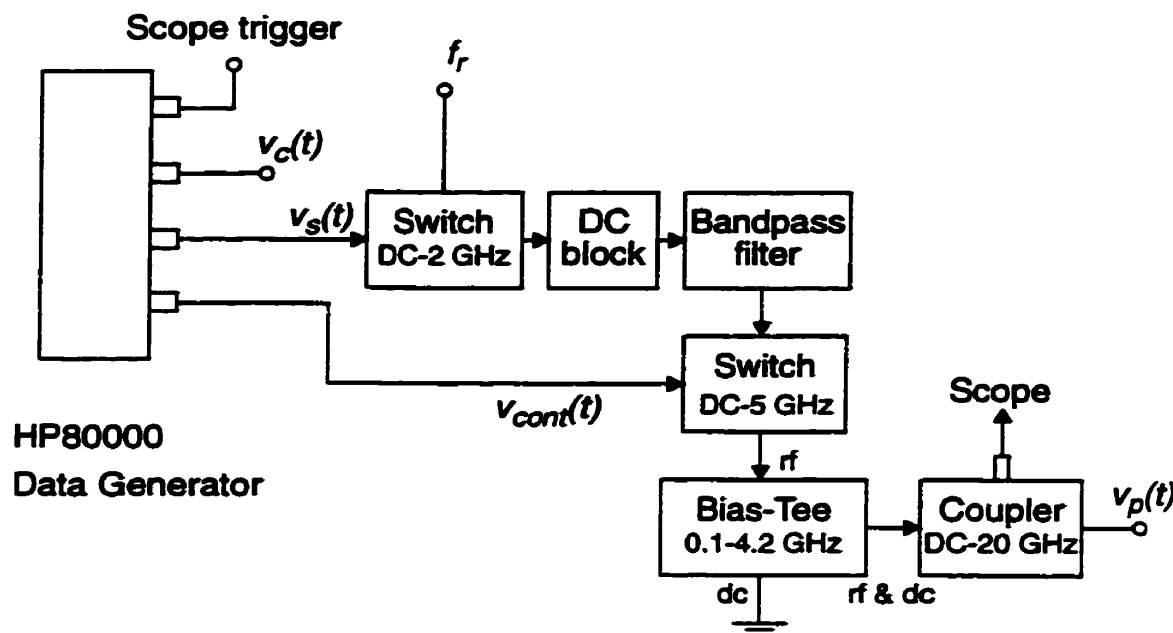 Scope trigger
f_r
v_c(t)
v_s(t)
Switch
DC-2 GHz
DC
block
Bandpass
filter
Switch
DC-5 GHz
v_cont(t)
Scope
HP80000
Data Generator
rf
Bias-Tee
0.1-4.2 GHz
Coupler
DC-20 GHz
v_p(t)
dc
rf & dc